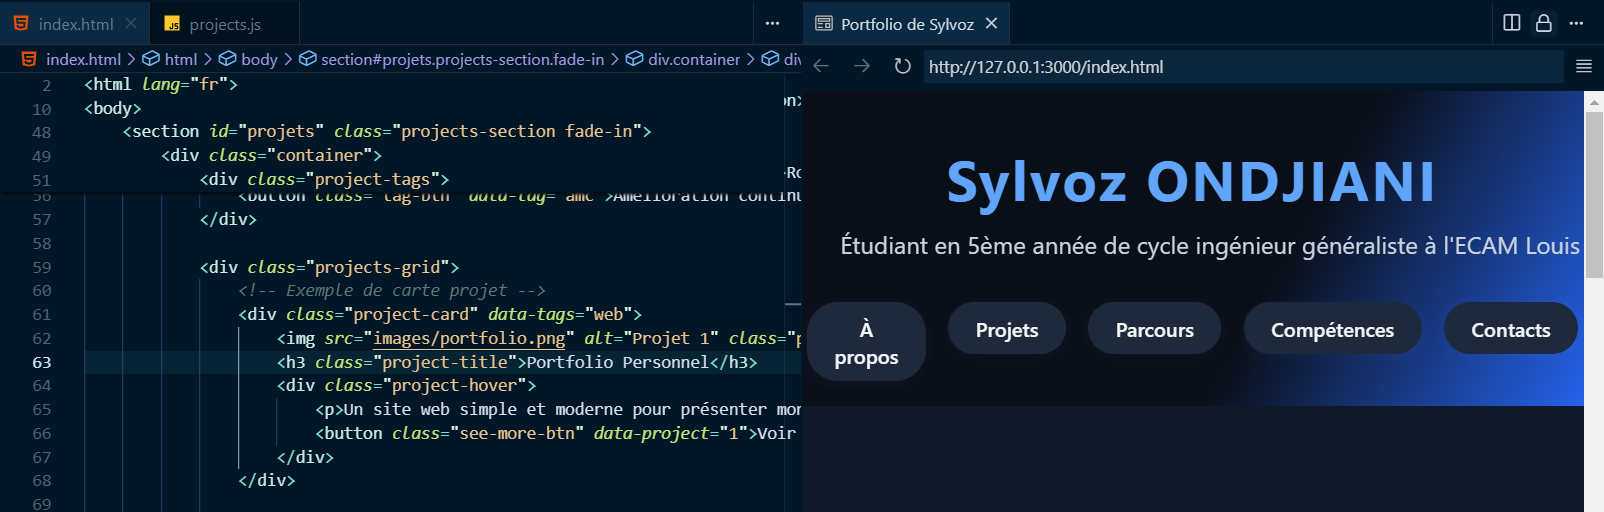 index.html
projects.js
index.html > html > body > section#projets.projects-section.fade-in > div.container > div
2 <html lang="fr">
10 <body>
48 <section id="projets" class="projects-section fade-in">
49 <div class="container">
51 <div class="project-tags">
56 <button class="tag-btn" data-tag="amc">Amélioration continu
57 </div>
58
59 <div class="projects-grid">
60 <!-- Exemple de carte projet -->
61 <div class="project-card" data-tags="web">
62 <img src="images/portfolio.png" alt="Projet 1" class="p
63 <h3 class="project-title">Portfolio Personnel</h3>
64 <div class="project-hover">
65 <p>Un site web simple et moderne pour présenter mon
66 <button class="see-more-btn" data-project="1">Voir
67 </div>
68 </div>
69
on>
>Ro
Portfolio de Sylvoz
http://127.0.0.1:3000/index.html
Sylvoz ONDJIANI
Étudiant en 5ème année de cycle ingénieur généraliste à l'ECAM Louis
À
propos
Projets
Parcours
Compétences
Contacts